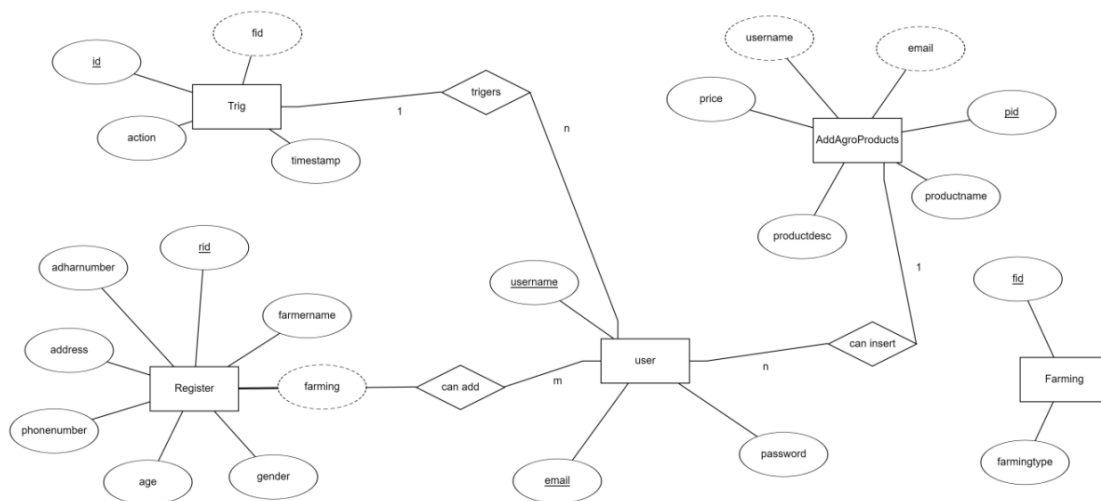 fid
id
Trig
action
timestamp
trigers
1
n
username
email
price
pid
AddAgroProducts
productname
productdesc
1
rid
adharnumber
farmername
address
Register
farming
phonenumber
age
gender
can add
m
username
user
n
can insert
email
password
fid
Farming
farmingtype